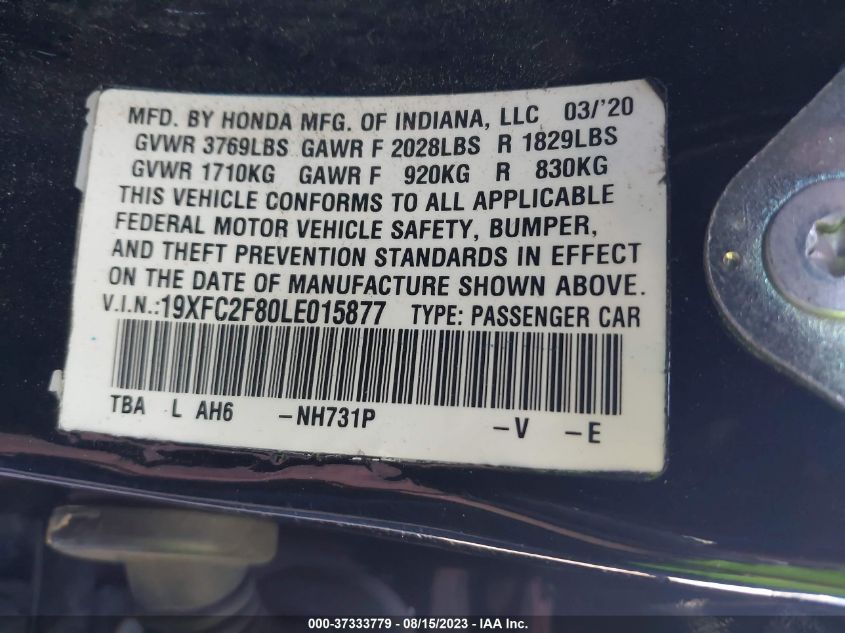 MFD. BY HONDA MFG. OF INDIANA, LLC 03/'20
GVWR 3769LBS GAWR F 2028LBS R 1829LBS
GVWR 1710KG GAWR F 920KG R 830KG
THIS VEHICLE CONFORMS TO ALL APPLICABLE
FEDERAL MOTOR VEHICLE SAFETY, BUMPER,
AND THEFT PREVENTION STANDARDS IN EFFECT
ON THE DATE OF MANUFACTURE SHOWN ABOVE.
V.I.N.:19XFC2F80LE015877 TYPE: PASSENGER CAR
TBA L AH6 -NH731P -V -E
000-37333779 - 08/15/2023 - IAA Inc.